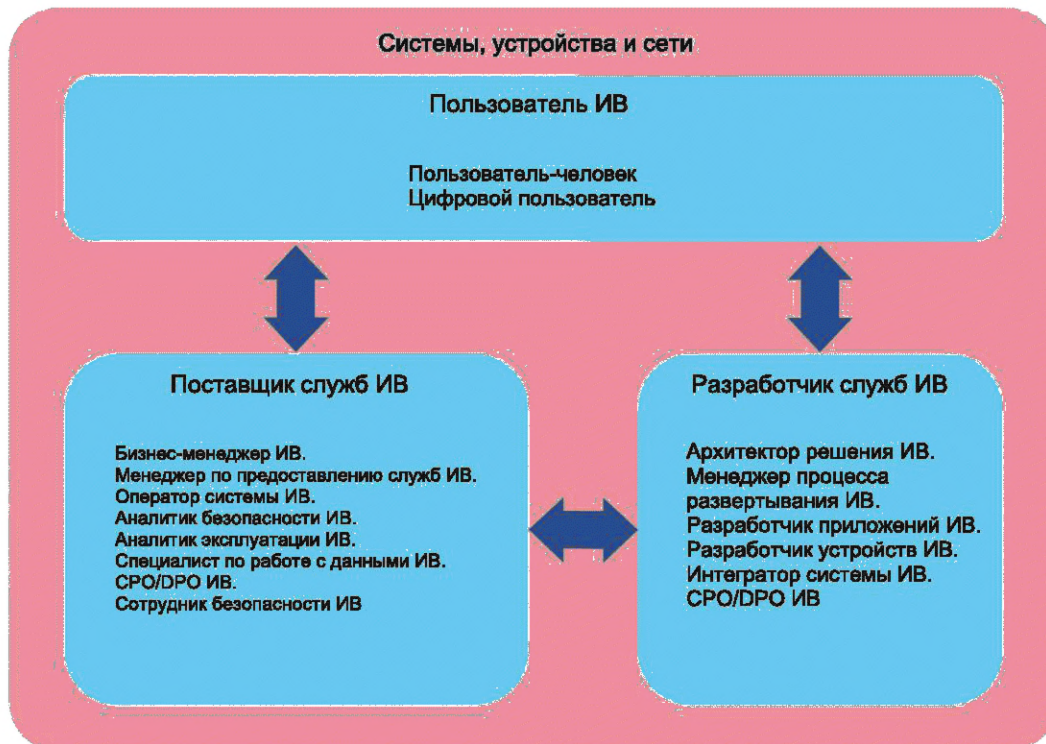 Системы, устройства и сети
Пользователь ИВ
Пользователь-человек
Цифровой пользователь
Поставщик служб ИВ
Бизнес-менеджер ИВ.
Менеджер по предоставлению служб ИВ.
Оператор системы ИВ.
Аналитик безопасности ИВ.
Аналитик эксплуатации ИВ.
Специалист по работе с данными ИВ.
CPO/DPO ИВ.
Сотрудник безопасности ИВ
Разработчик служб ИВ
Архитектор решения ИВ.
Менеджер процесса
развертывания ИВ.
Разработчик приложений ИВ.
Разработчик устройств ИВ.
Интегратор системы ИВ.
CPO/DPO ИВ